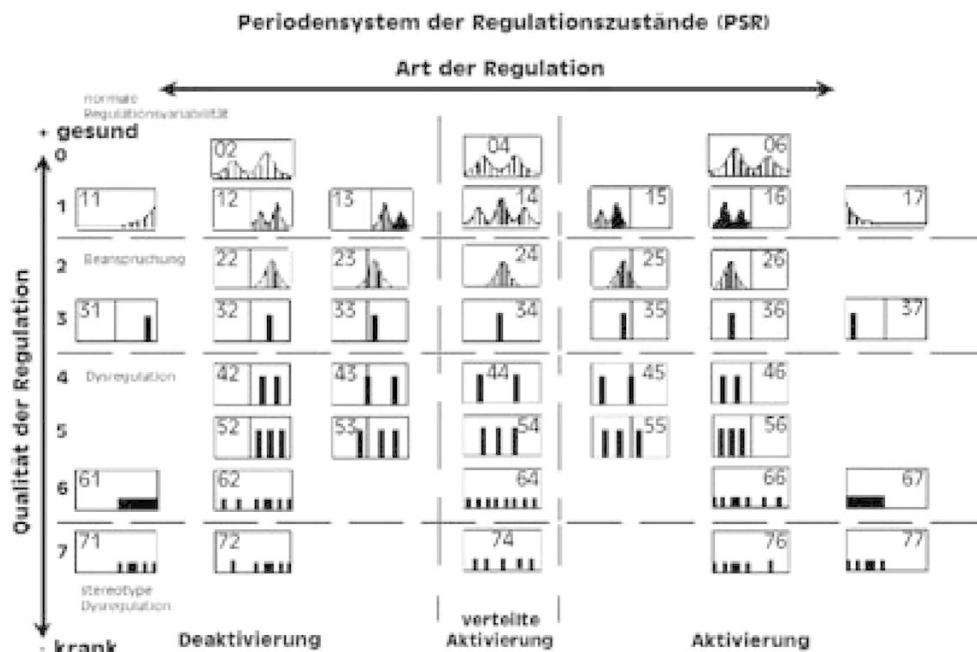 Periodensystem der Regulationszustände (PSR)
Art der Regulation
normale
Regulationsvariabilität
+ gesund
0
02 04 06
1
11 12 13 14 15 16 17
2
Beanspruchung
22 23 24 25 26
3
31 32 33 34 35 36 37
4
Dysregulation
42 43 44 45 46
5
52 53 54 55 56
6
61 62 64 66 67
7
71 72 74 76 77
stereotype
Dysregulation
- krank
Qualität der Regulation
Deaktivierung
verteilte
Aktivierung
Aktivierung